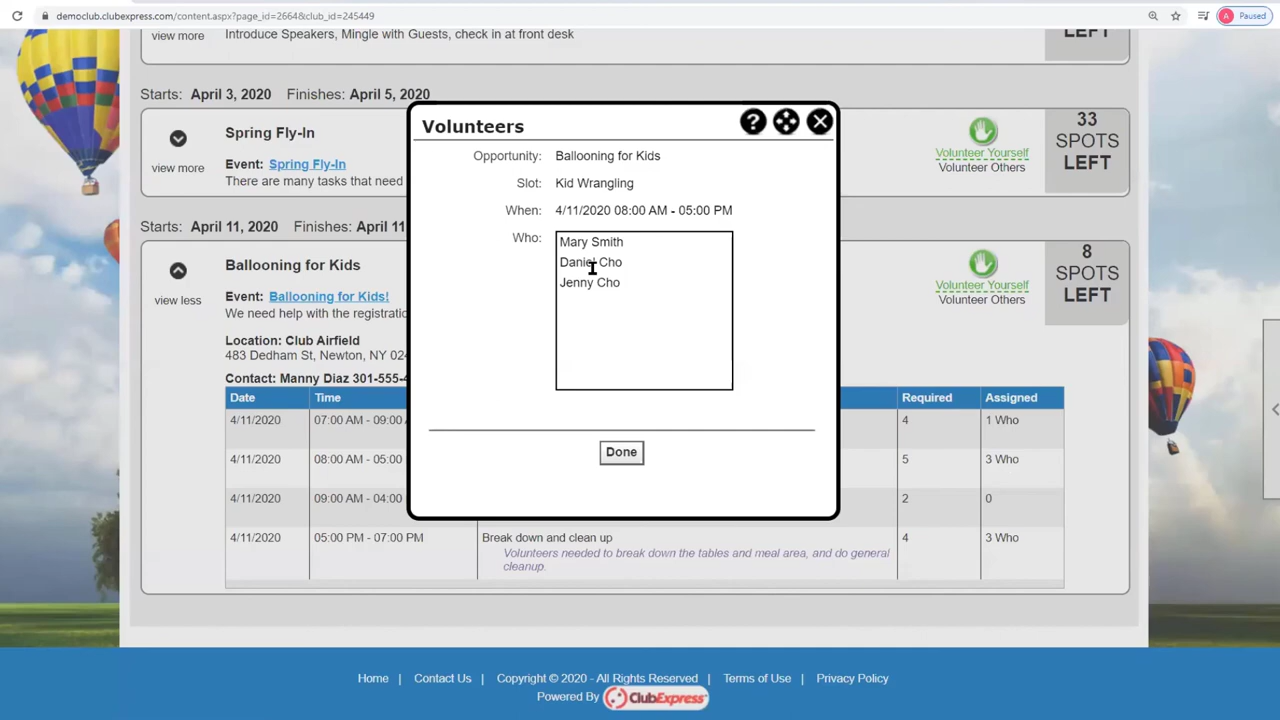 democlub.clubexpress.com/content.aspx?page_id=2664&club_id=245449
A Paused
view more
Introduce Speakers, Mingle with Guests, check in at front desk
LEFT
Starts: April 3, 2020 Finishes: April 5, 2020
Spring Fly-In
view more
Event: Spring Fly-In
There are many tasks that need
Volunteer Yourself
Volunteer Others
33
SPOTS
LEFT
Starts: April 11, 2020 Finishes: April 11
Ballooning for Kids
view less
Event: Ballooning for Kids!
We need help with the registratio
Volunteer Yourself
Volunteer Others
8
SPOTS
LEFT
Location: Club Airfield
483 Dedham St, Newton, NY 024
Contact: Manny Diaz 301-555-4
Date Time Required Assigned
4/11/2020 07:00 AM - 09:00 4 1 Who
4/11/2020 08:00 AM - 05:00 5 3 Who
4/11/2020 09:00 AM - 04:00 2 0
4/11/2020 05:00 PM - 07:00 PM Break down and clean up 4 3 Who
Volunteers needed to break down the tables and meal area, and do general
cleanup.
Volunteers
?
Opportunity: Ballooning for Kids
Slot: Kid Wrangling
When: 4/11/2020 08:00 AM - 05:00 PM
Who: Mary Smith
Daniel Cho
Jenny Cho
Done
Home | Contact Us | Copyright © 2020 - All Rights Reserved | Terms of Use | Privacy Policy
Powered By ClubExpress